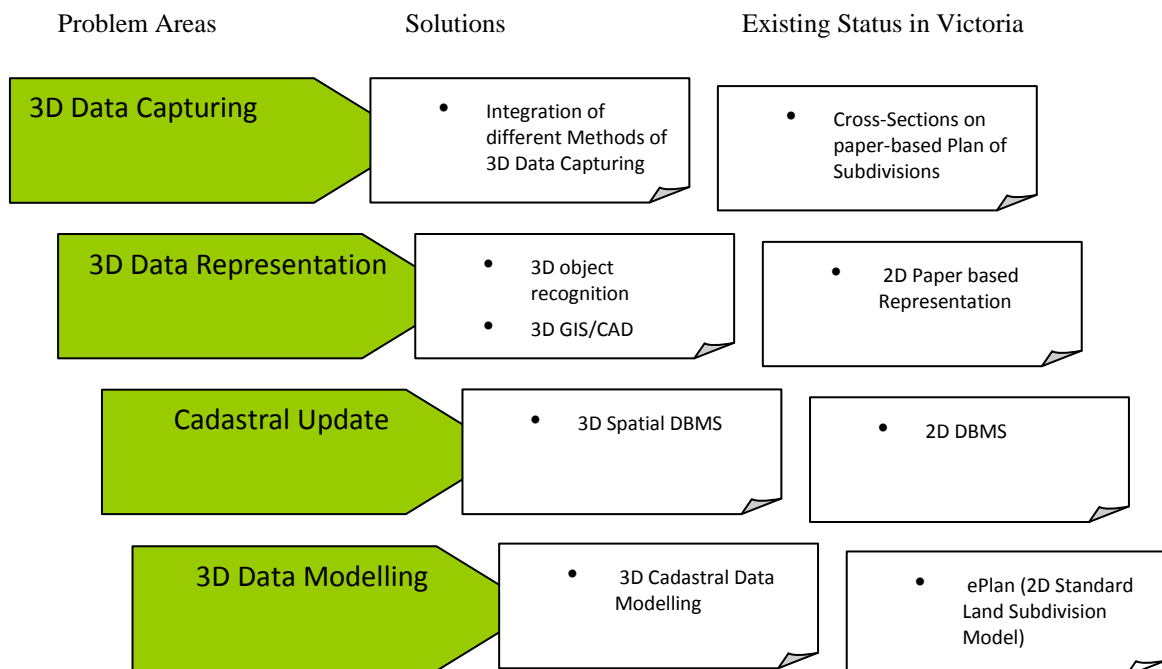 Problem Areas Solutions Existing Status in Victoria
3D Data Capturing
• Integration of
different Methods of
3D Data Capturing
• Cross-Sections on
paper-based Plan of
Subdivisions
3D Data Representation
• 3D object
recognition
• 3D GIS/CAD
• 2D Paper based
Representation
Cadastral Update
• 3D Spatial DBMS
• 2D DBMS
3D Data Modelling
• 3D Cadastral Data
Modelling
• ePlan (2D Standard
Land Subdivision
Model)